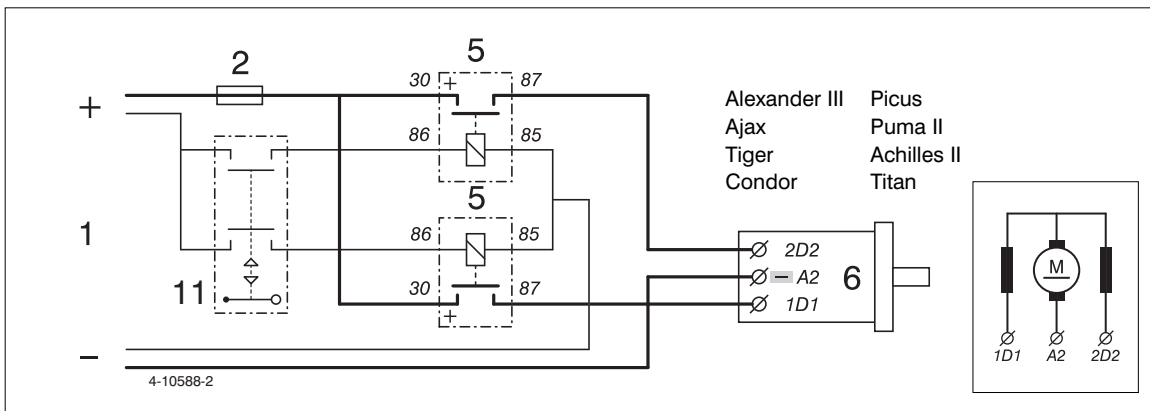 5
2
30 + 87
+
86 85
5
1
86 85
11
30 + 87
–
4-10588-2
Alexander III Picus
Ajax Puma II
Tiger Achilles II
Condor Titan
2D2
– A2
1D1
6
M
1D1 A2 2D2